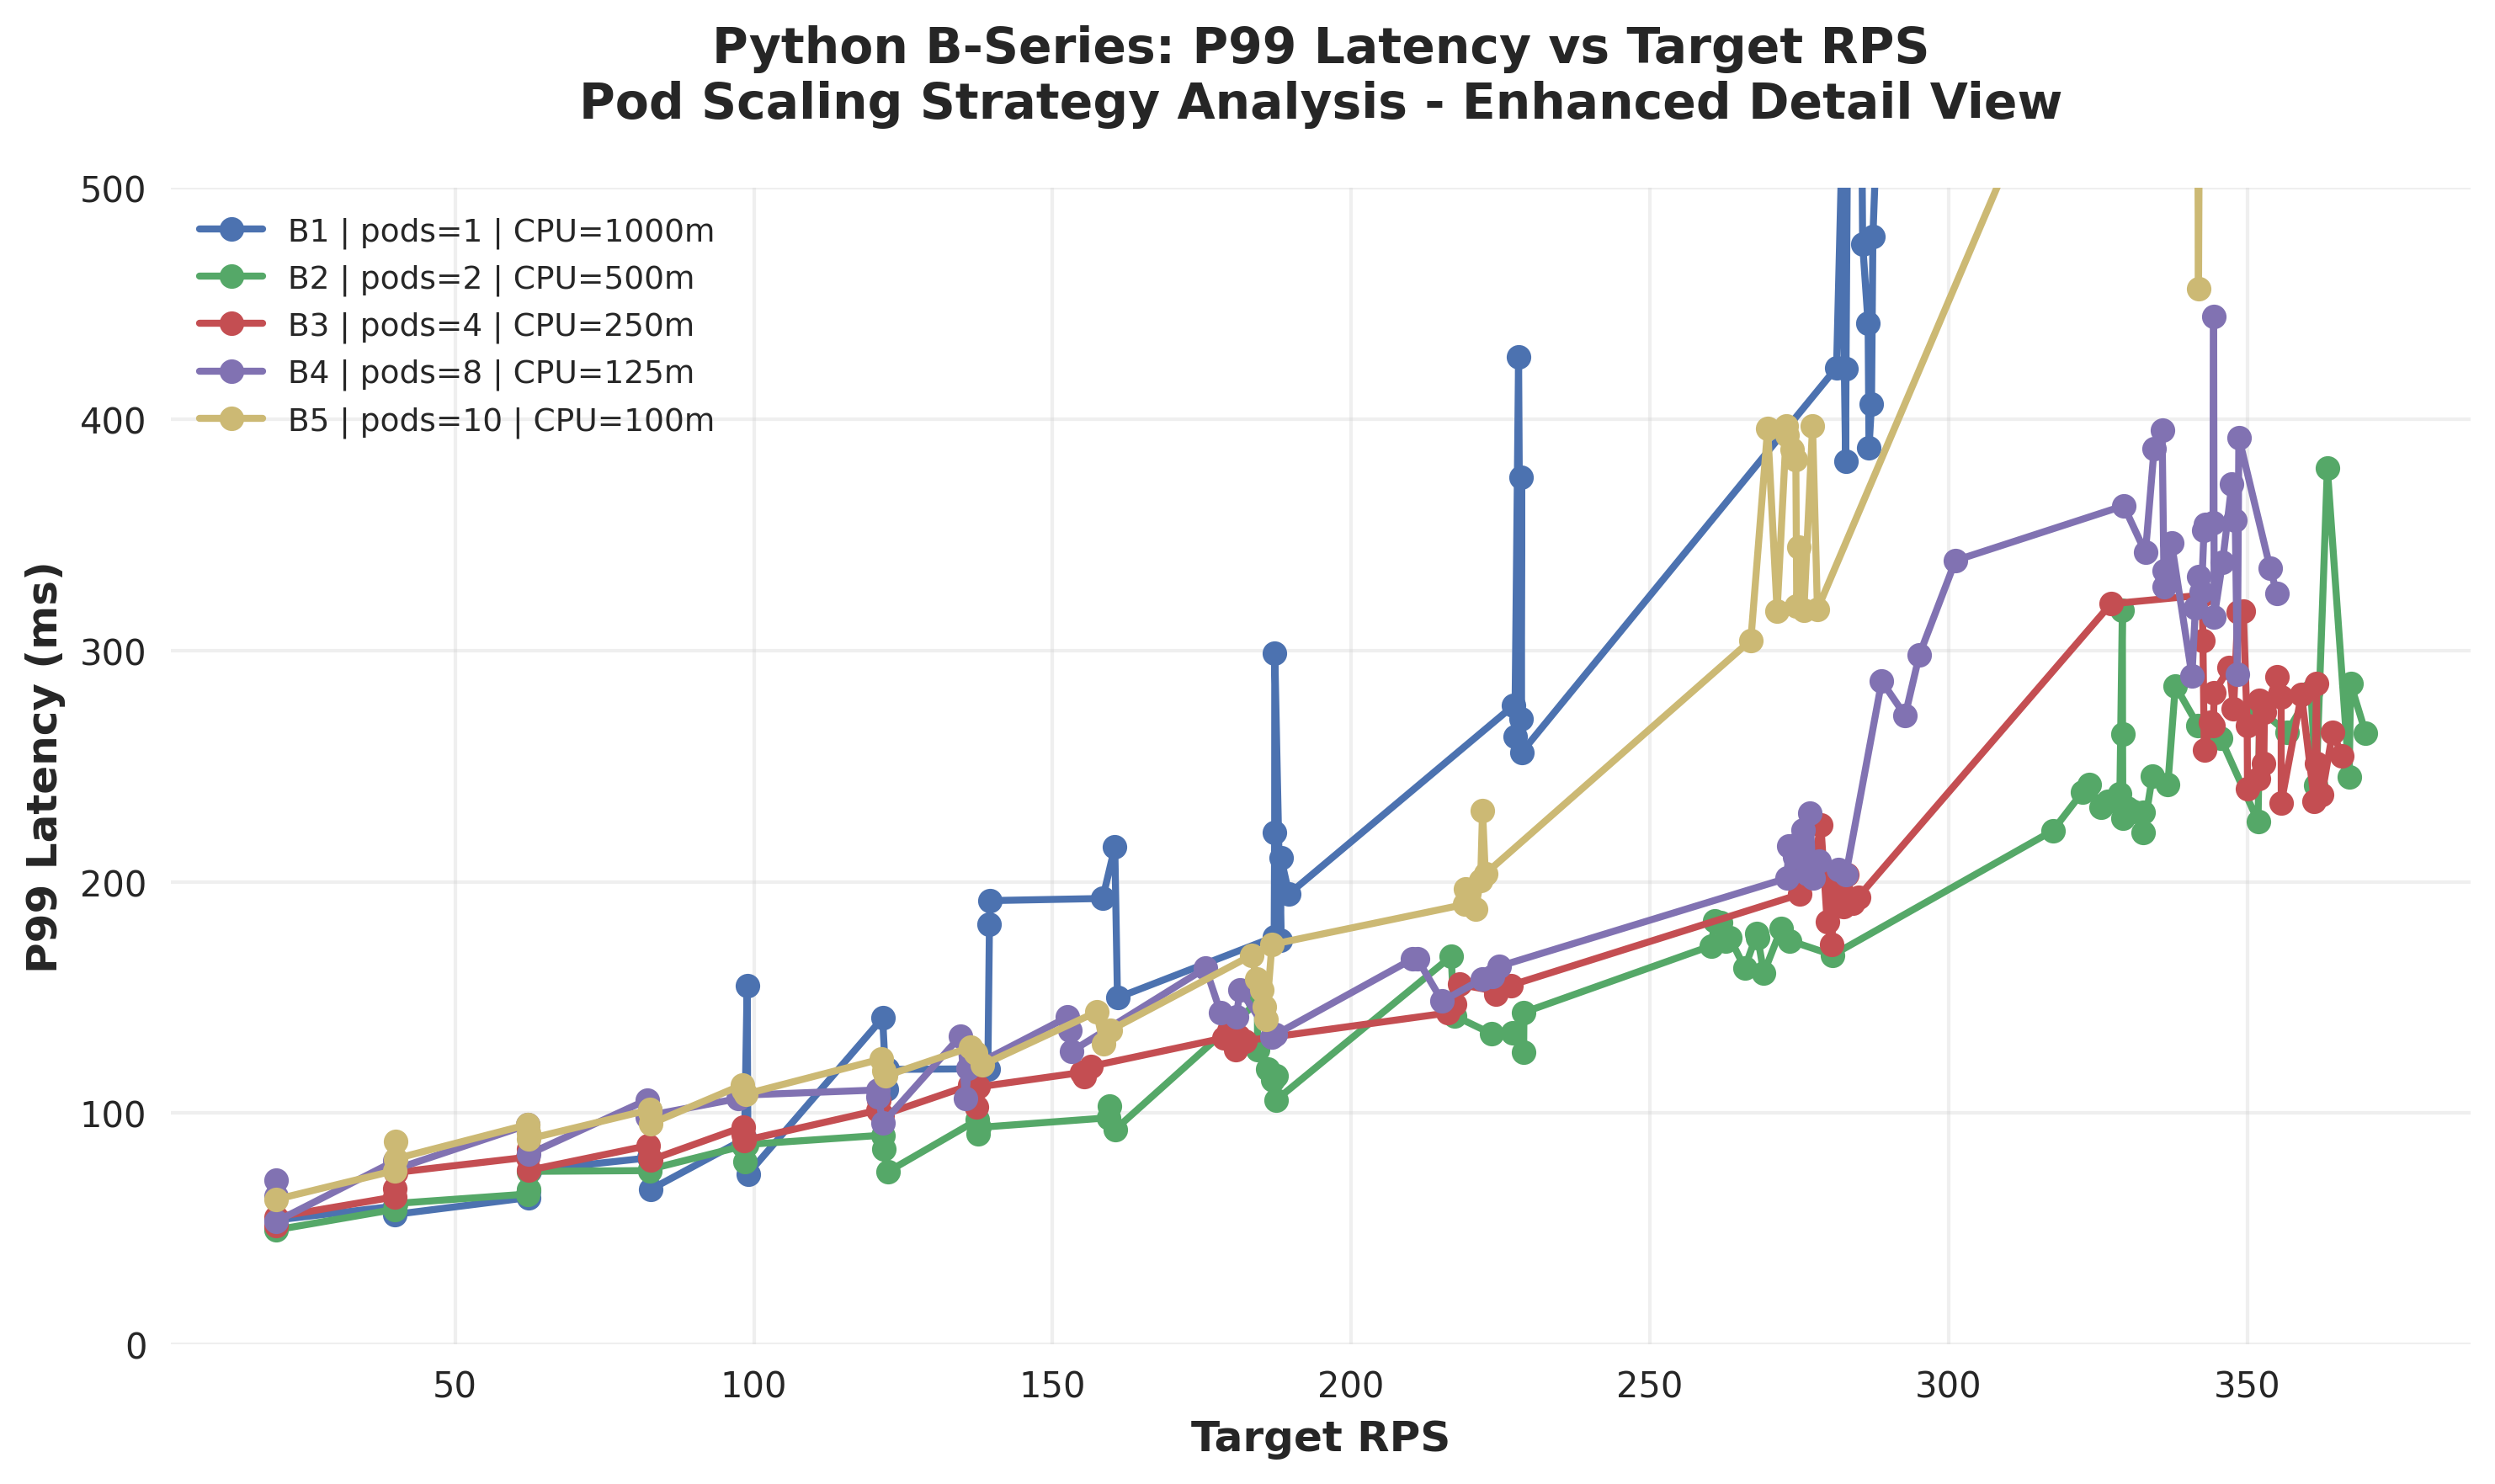 Python B-Series: P99 Latency vs Target RPS
Pod Scaling Strategy Analysis - Enhanced Detail View
500
400
300
200
100
0
P99 Latency (ms)
B1 | pods=1 | CPU=1000m
B2 | pods=2 | CPU=500m
B3 | pods=4 | CPU=250m
B4 | pods=8 | CPU=125m
B5 | pods=10 | CPU=100m
50 100 150 200 250 300 350
Target RPS